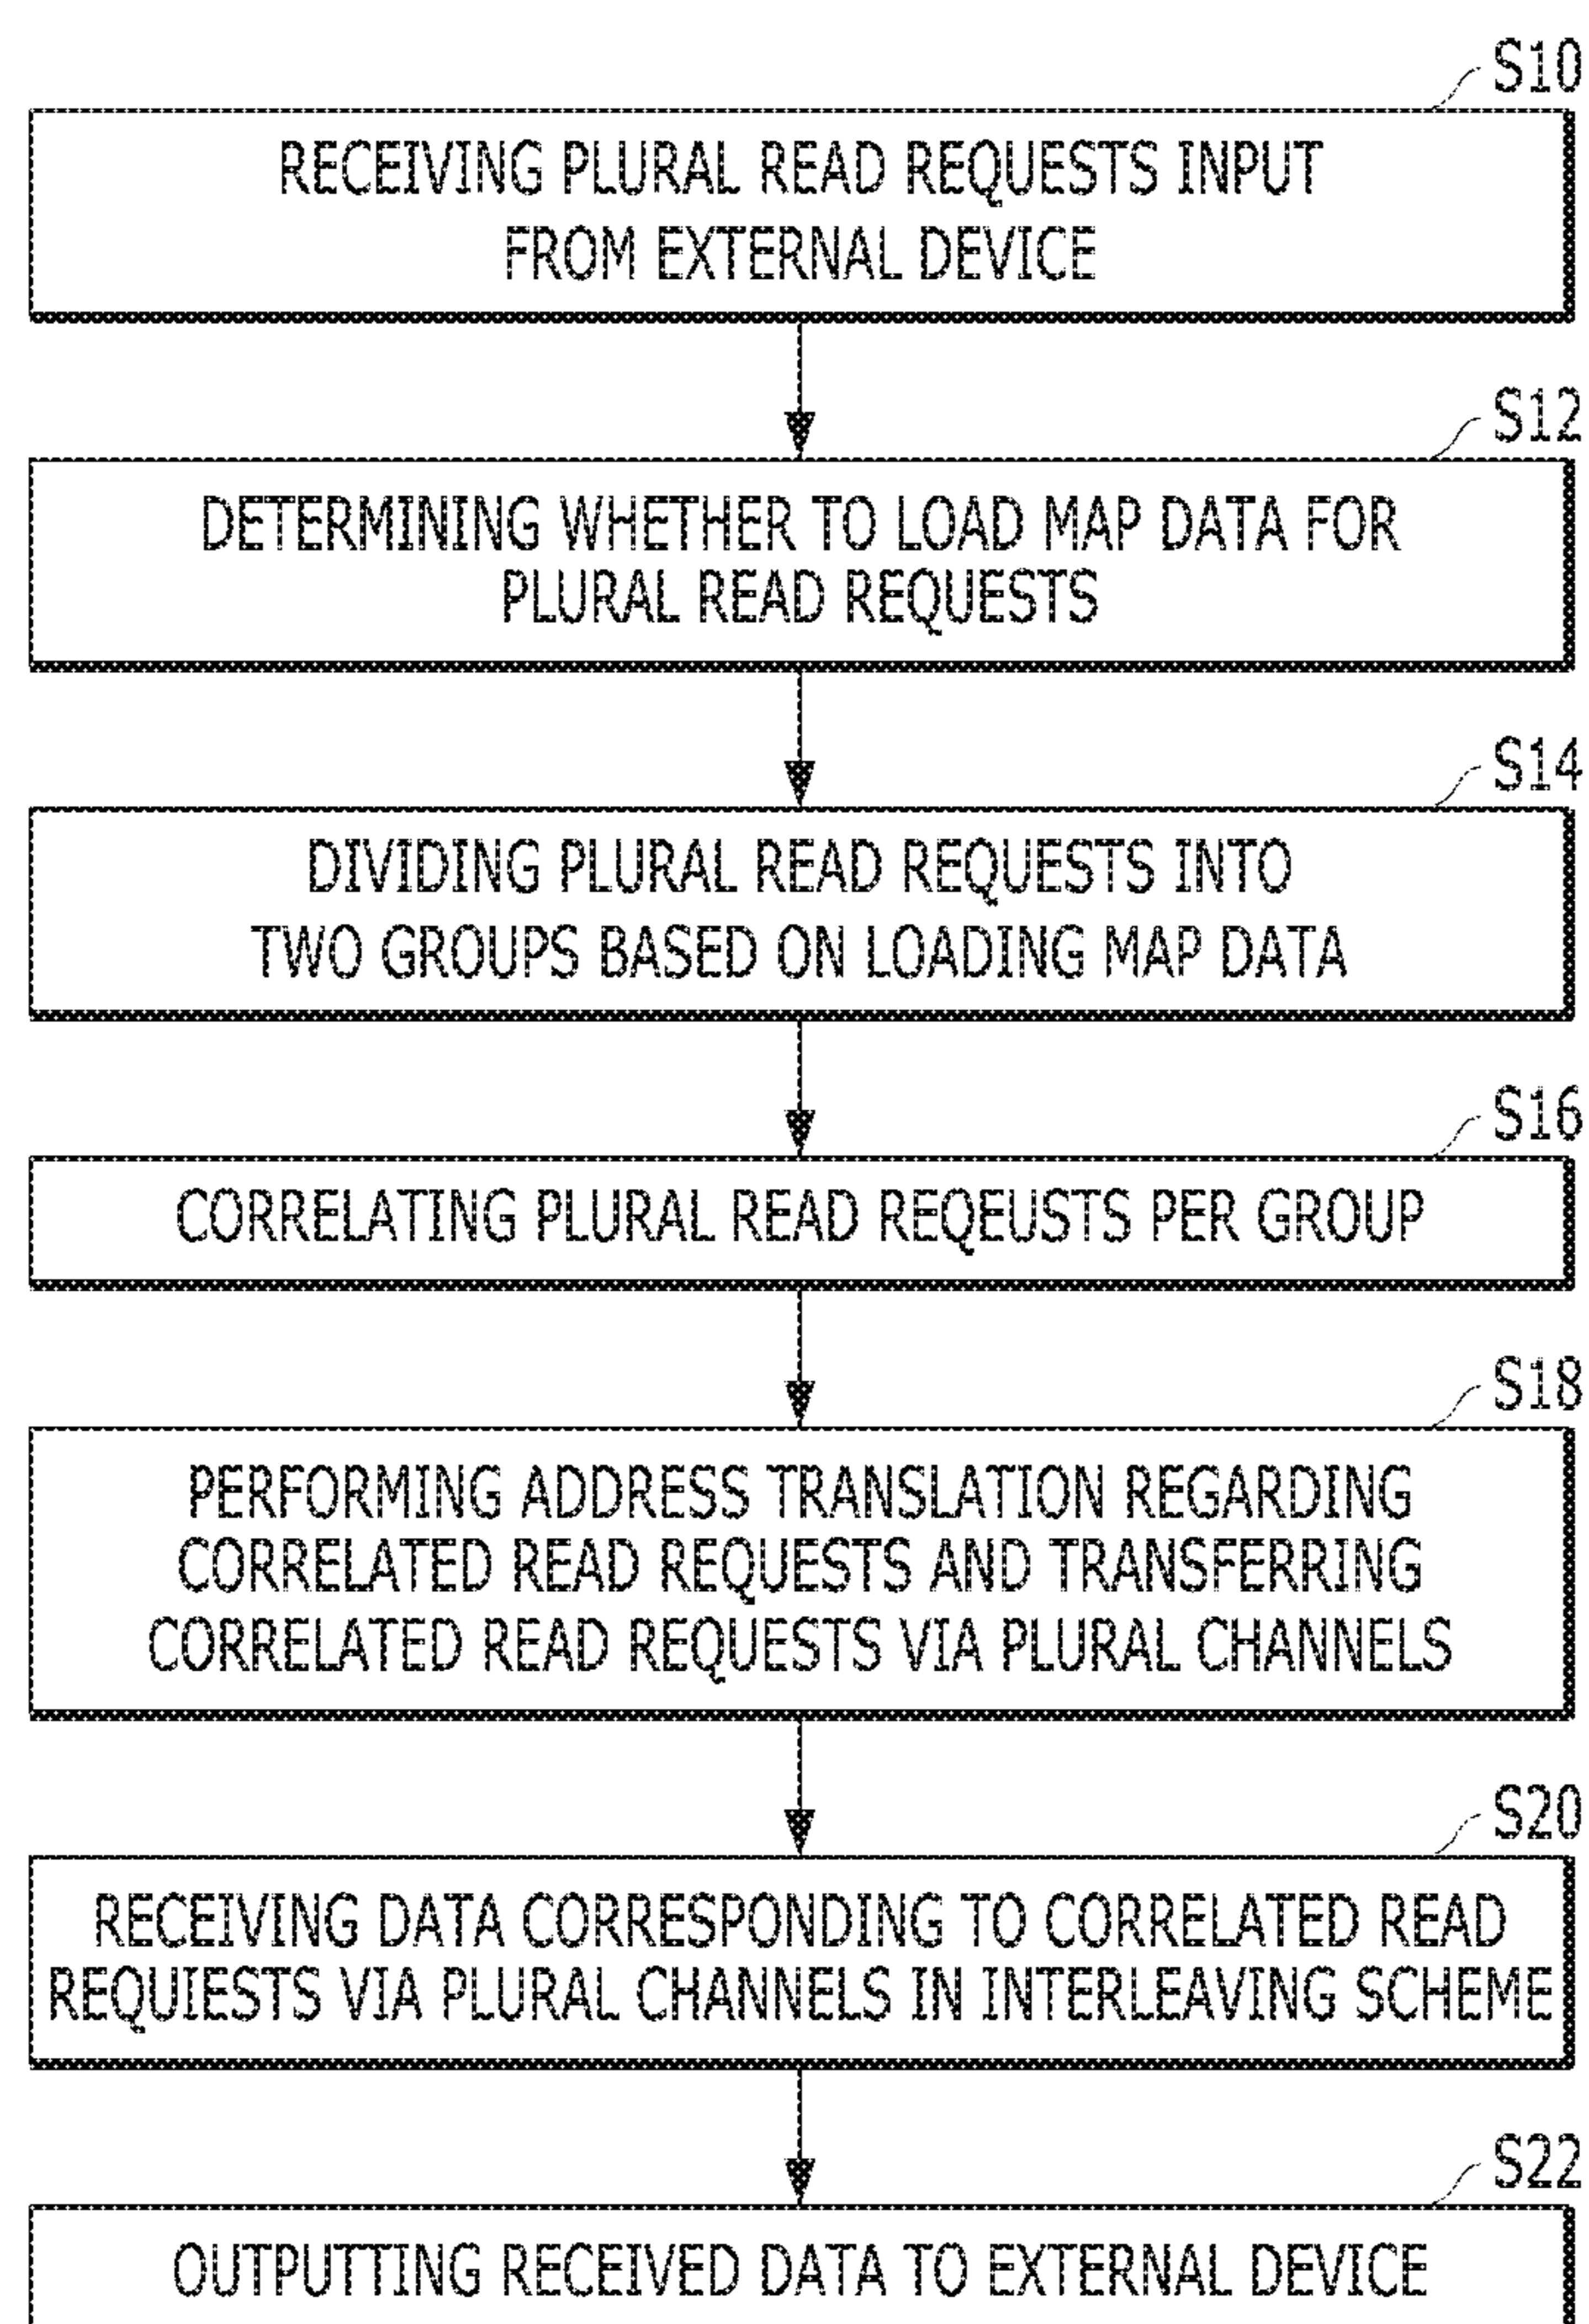 S10
RECEIVING PLURAL READ REQUESTS INPUT
FROM EXTERNAL DEVICE
S12
DETERMINING WHETHER TO LOAD MAP DATA FOR
PLURAL READ REQUESTS
S14
DIVIDING PLURAL READ REQUESTS INTO
TWO GROUPS BASED ON LOADING MAP DATA
S16
CORRELATING PLURAL READ REQEUSTS PER GROUP
S18
PERFORMING ADDRESS TRANSLATION REGARDING
CORRELATED READ REQUESTS AND TRANSFERRING
CORRELATED READ REQUESTS VIA PLURAL CHANNELS
S20
RECEIVING DATA CORRESPONDING TO CORRELATED READ
REQUIESTS VIA PLURAL CHANNELS IN INTERLEAVING SCHEME
S22
OUTPUTTING RECEIVED DATA TO EXTERNAL DEVICE